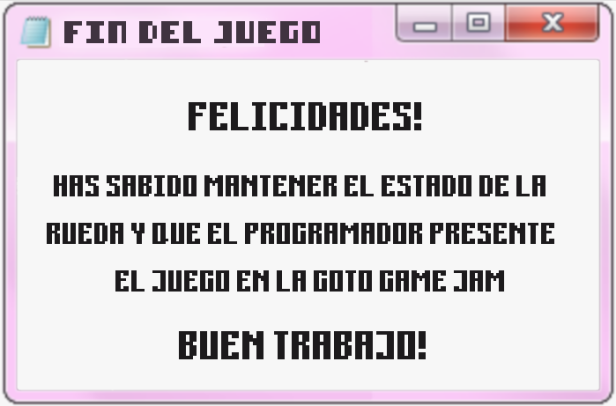 FIN DEL JUEGO
FELICIDADES!
HAS SABIDO MANTENER EL ESTADO DE LA
RUEDA Y QUE EL PROGRAMADOR PRESENTE
EL JUEGO EN LA GOTO GAME JAM
BUEN TRABAJO!